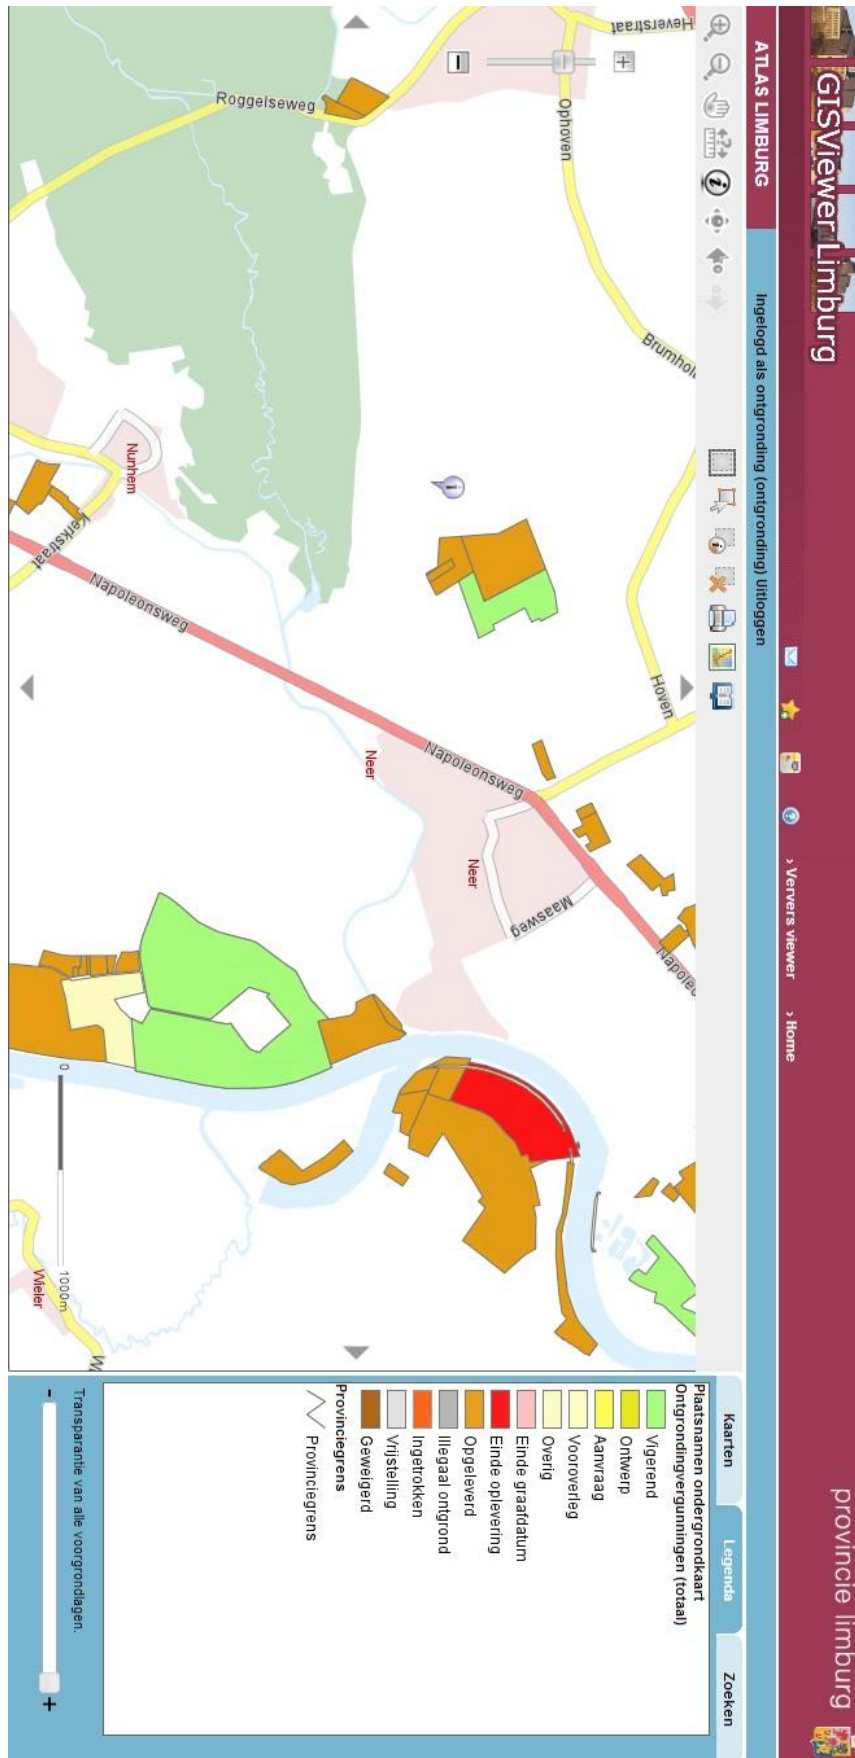 GISViewer Limburg
provincie limburg
> Ververs viewer
> Home
ATLAS LIMBURG
Ingelogd als ontgronding (ontgronding) Uitloggen
Kaarten
Legenda
Zoeken
Plaatsnamen ondergrondkaart
Ontgrondingvergunningen (totaal)
Vigerend
Ontwerp
Aanvraag
Vooroverleg
Overig
Einde graafdatum
Einde oplevering
Opgeleverd
Illegaal ontgrond
Ingetrokken
Vrijstelling
Geweigerd
Provinciegrens
Provinciegrens
Transparantie van alle voorgrondlagen.
-
+
Heverstraat
Ophoven
Brumhol
Hoven
Roggelseweg
Napoleonsweg
Napoleonsweg
Napoleo
Maasweg
Neer
Neer
Nunhem
Kerkstraat
Wieler
W
0
1000m